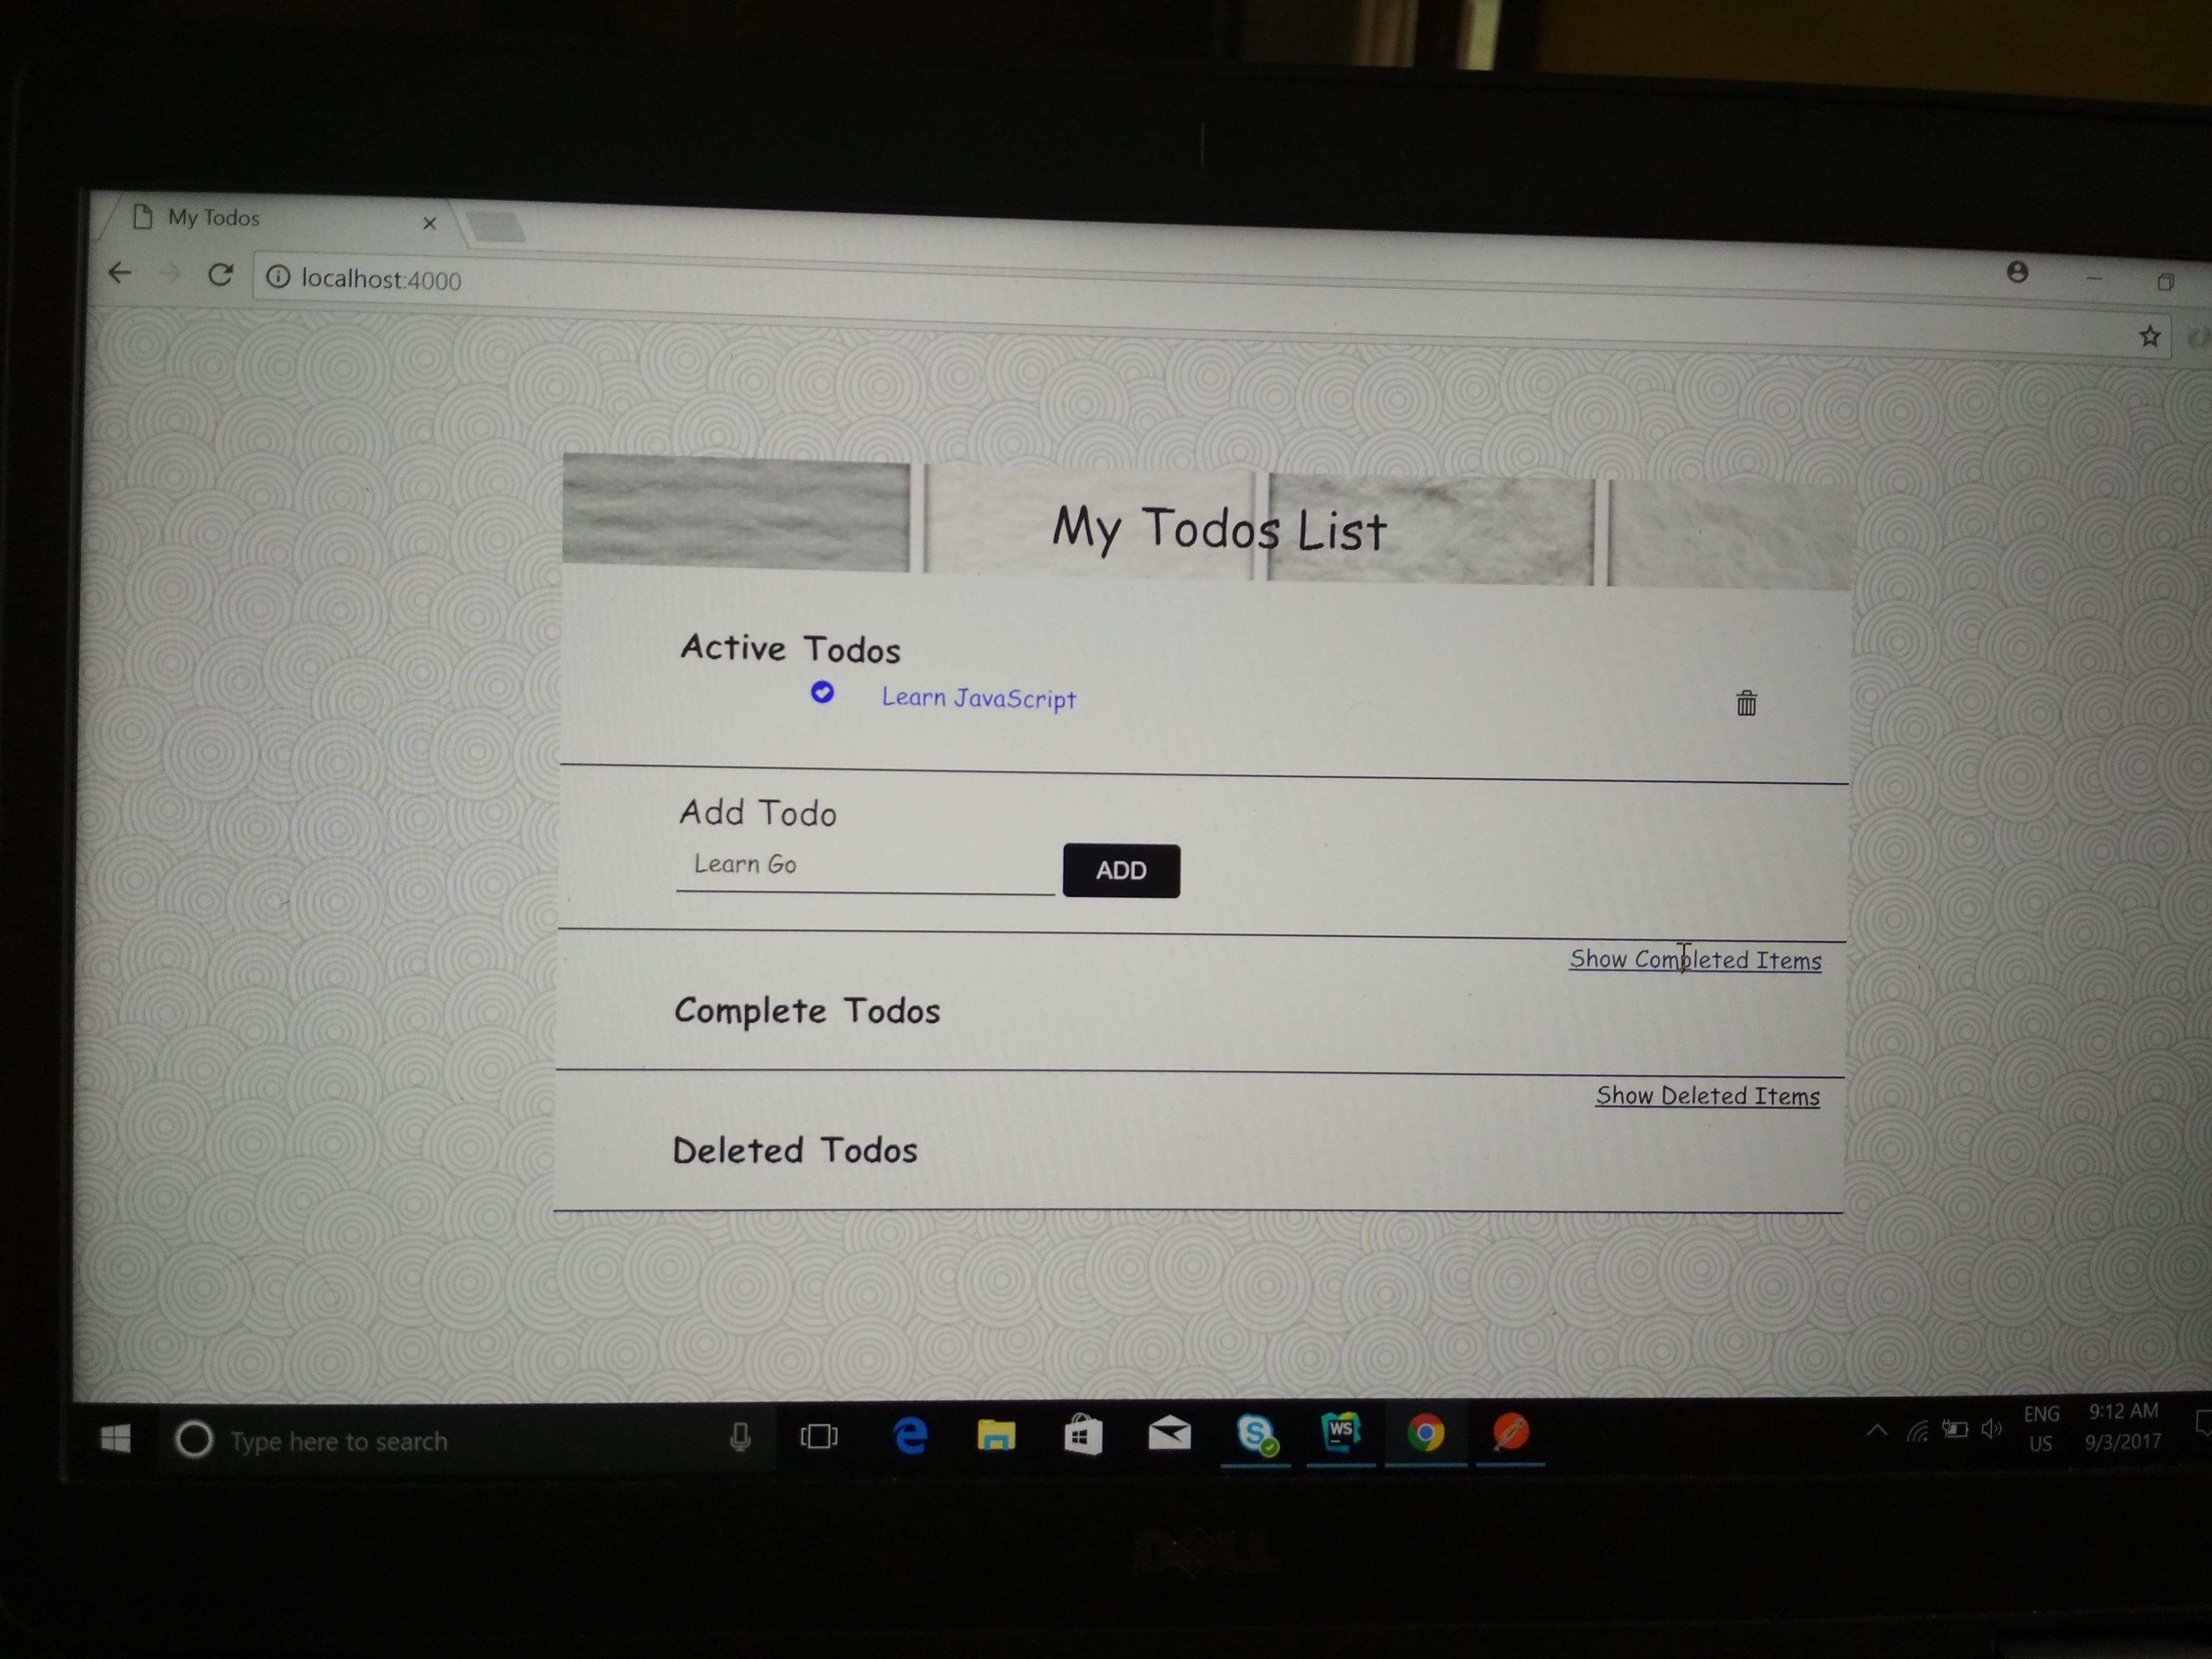 My Todos
localhost:4000
My Todos List
Active Todos
Learn JavaScript
Add Todo
Learn Go
ADD
Show Completed Items
Complete Todos
Show Deleted Items
Deleted Todos
Type here to search
WS
ENG
US
9:12 AM
9/3/2017
DELL